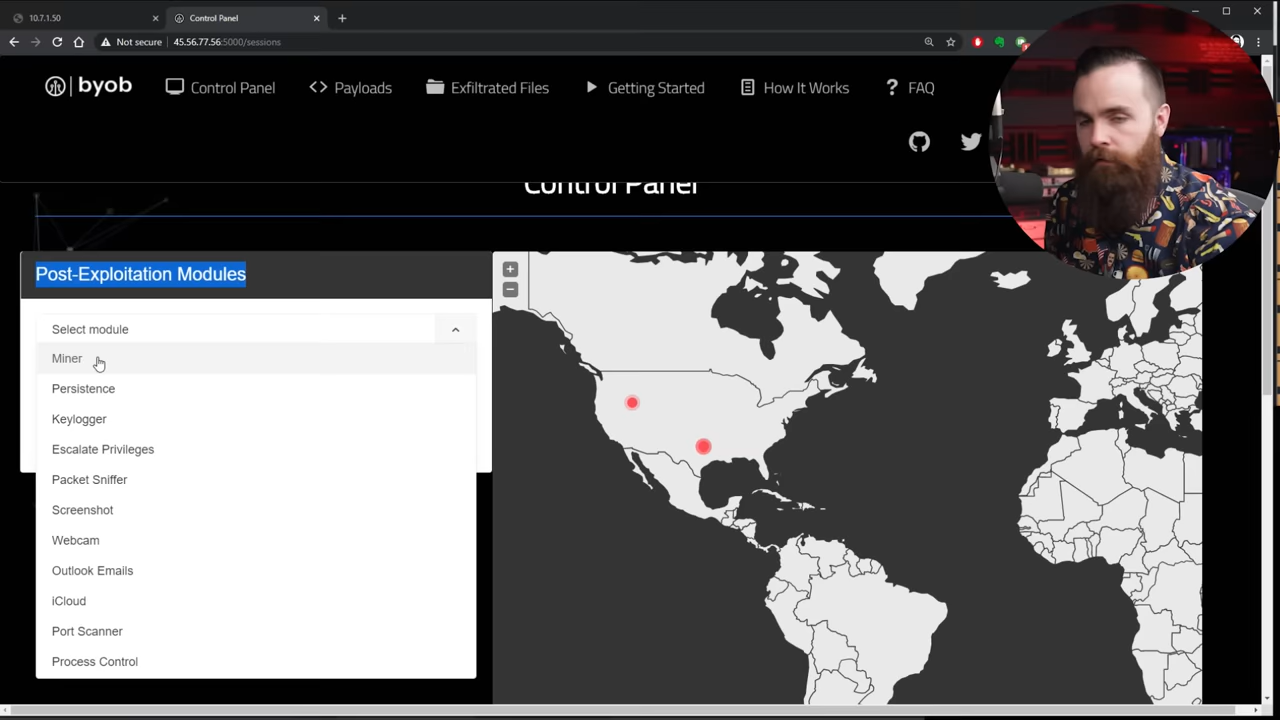 10.7.1.50
Control Panel
Not secure
45.56.77.56:5000/sessions
byob
Control Panel
Payloads
Exfiltrated Files
Getting Started
How It Works
FAQ
Control Panel
Post-Exploitation Modules
Select module
Miner
Persistence
Keylogger
Escalate Privileges
Packet Sniffer
Screenshot
Webcam
Outlook Emails
iCloud
Port Scanner
Process Control